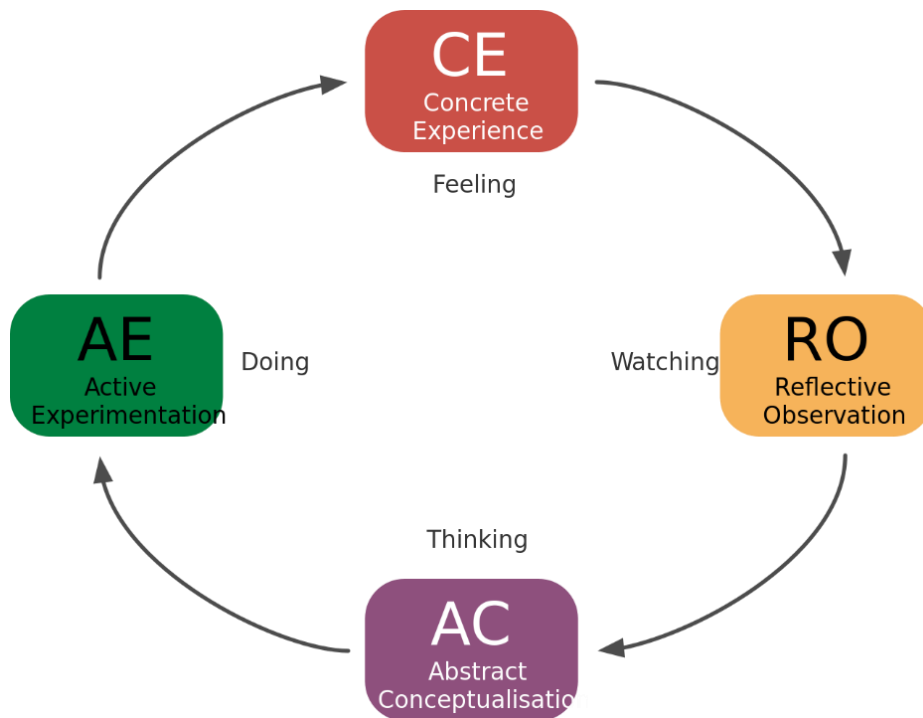 CE
Concrete
Experience
Feeling
AE
Active
Experimentation
Doing
Watching
RO
Reflective
Observation
Thinking
AC
Abstract
Conceptualisatio